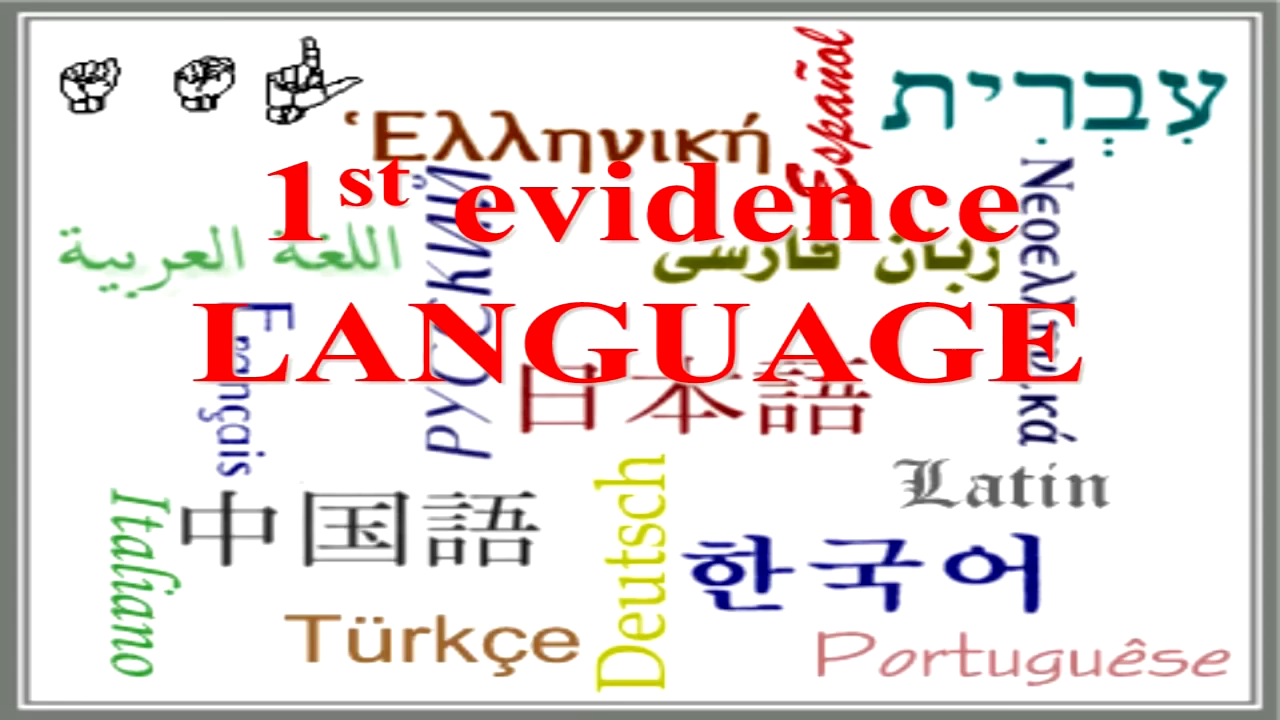 Ἑλληνική
Español
עִבְרִית
1st evidence
Νεοελληνικά
اللغة العربية
РУССКИЙ
زبان فارسی
LANGUAGE
Français
日本語
Latin
Italiano
中国語
Deutsch
한국어
Türkçe
Portuguêse